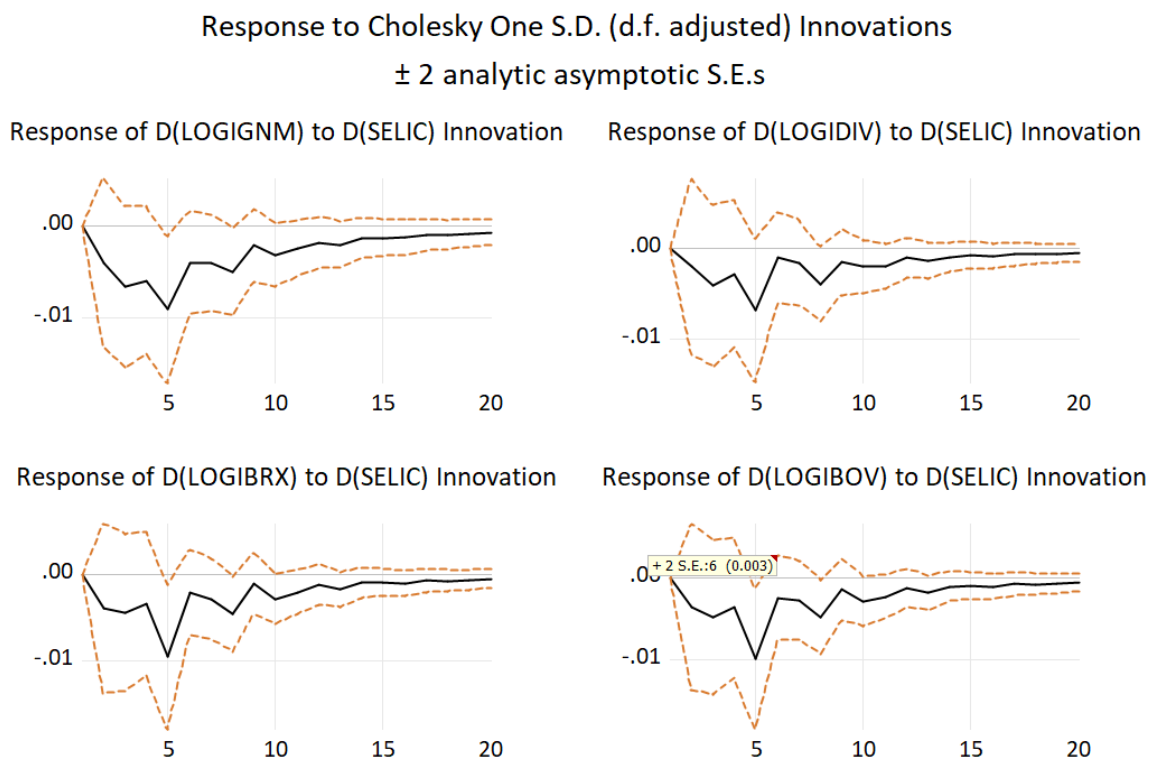 Response to Cholesky One S.D. (d.f. adjusted) Innovations
± 2 analytic asymptotic S.E.s
Response of D(LOGIGNM) to D(SELIC) Innovation
.00
-.01
5 10 15 20
Response of D(LOGIDIV) to D(SELIC) Innovation
.00
-.01
5 10 15 20
Response of D(LOGIBRX) to D(SELIC) Innovation
.00
-.01
5 10 15 20
Response of D(LOGIBOV) to D(SELIC) Innovation
+ 2 S.E.:6 (0.003)
.00
-.01
5 10 15 20